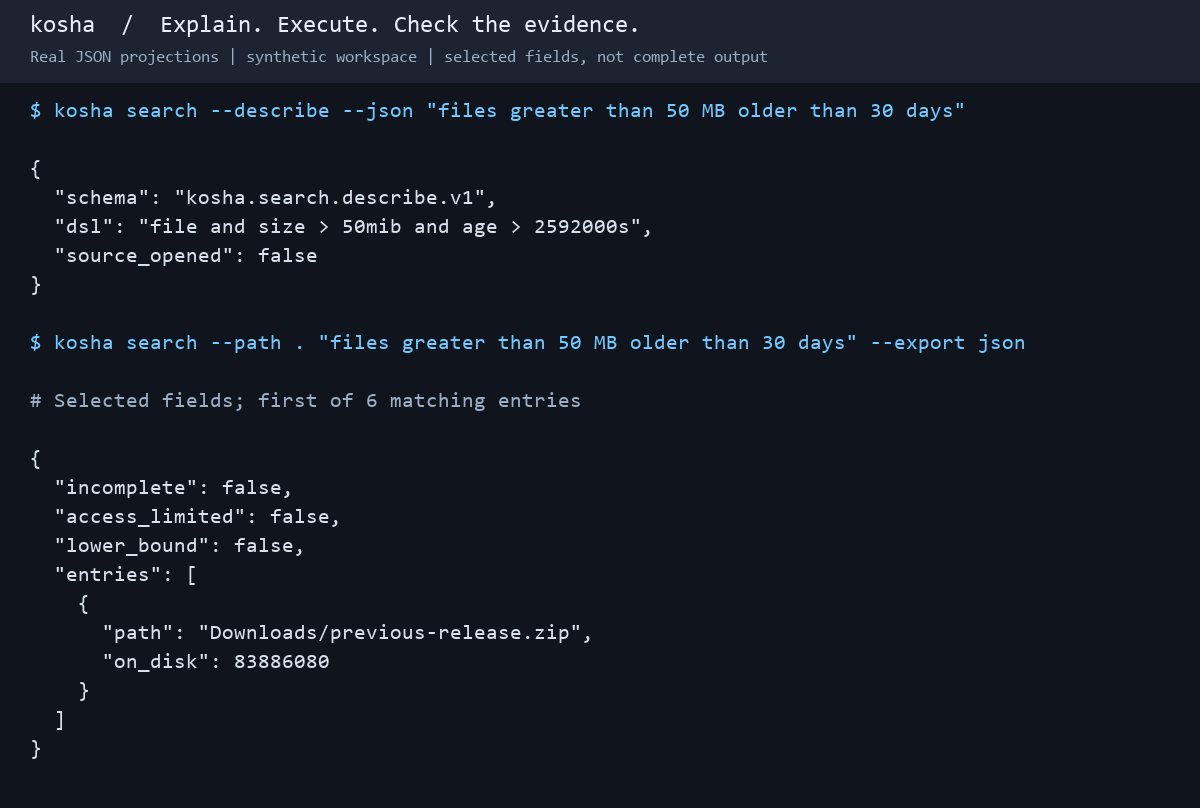 kosha  /  Explain. Execute. Check the evidence.
Real JSON projections | synthetic workspace | selected fields, not complete output
$ kosha search --describe --json "files greater than 50 MB older than 30 days"
{
  "schema": "kosha.search.describe.v1",
  "dsl": "file and size > 50mib and age > 2592000s",
  "source_opened": false
}
$ kosha search --path . "files greater than 50 MB older than 30 days" --export json
# Selected fields; first of 6 matching entries
{
  "incomplete": false,
  "access_limited": false,
  "lower_bound": false,
  "entries": [
    {
      "path": "Downloads/previous-release.zip",
      "on_disk": 83886080
    }
  ]
}